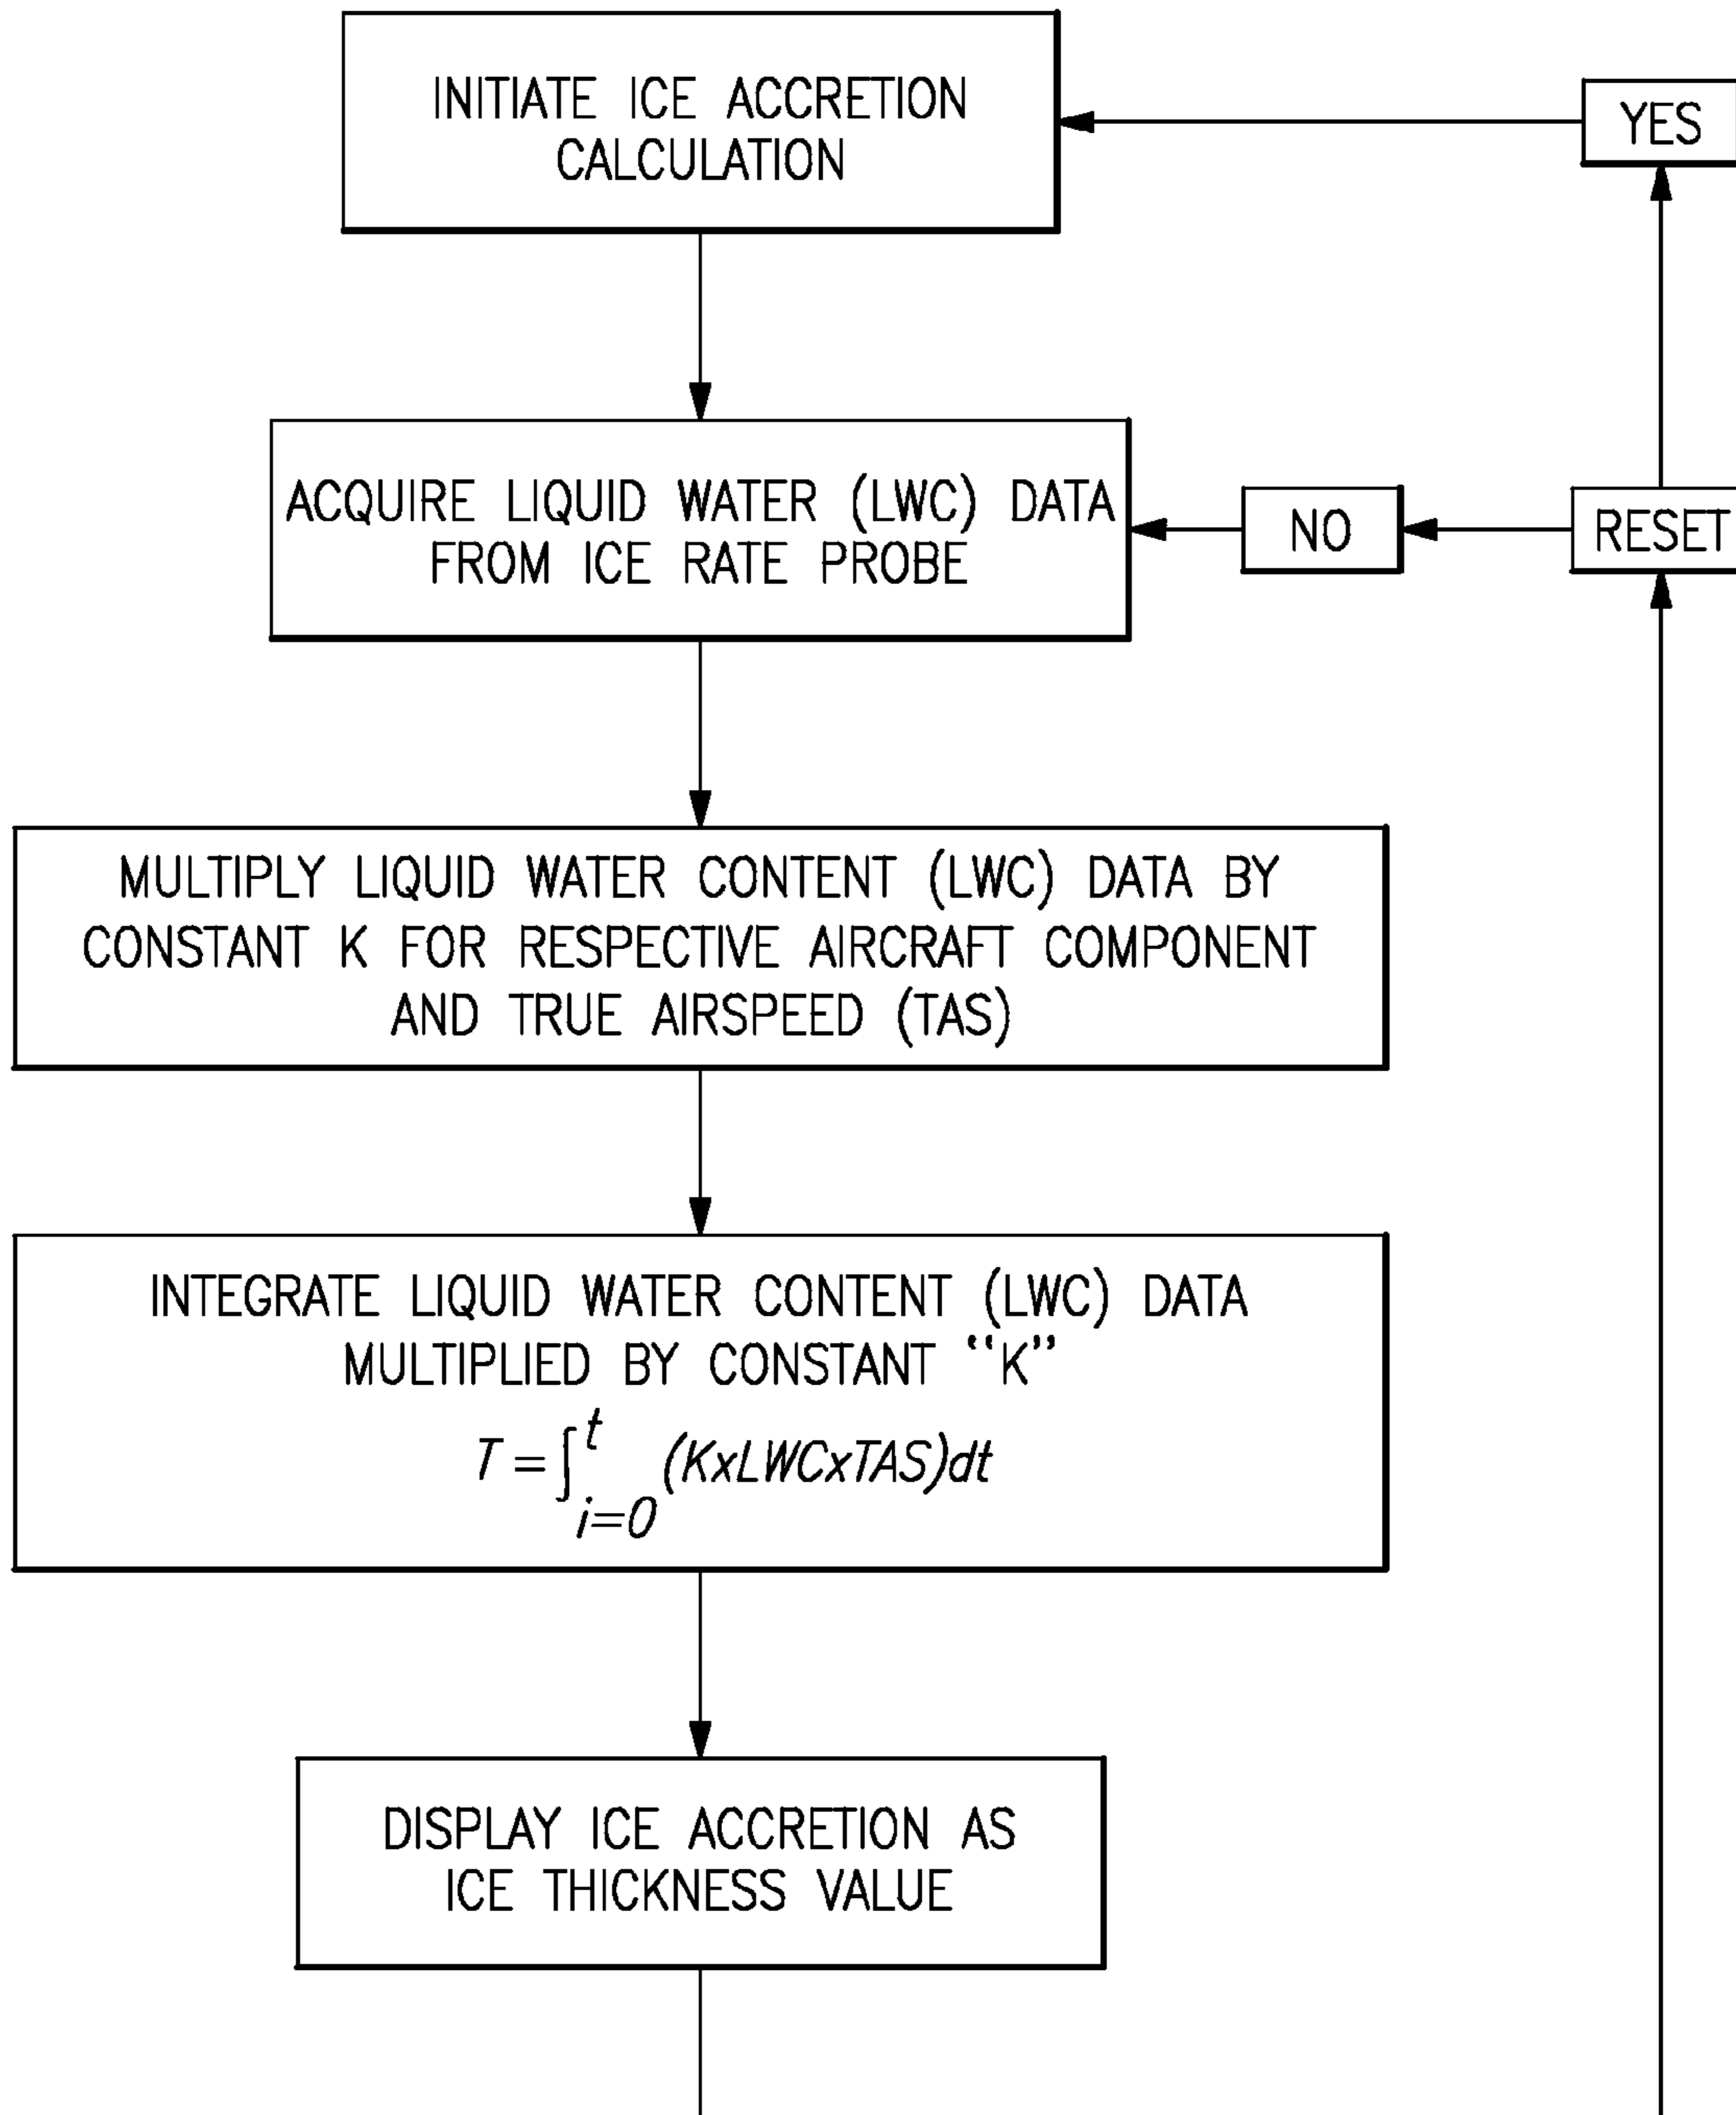 INITIATE ICE ACCRETION
CALCULATION
YES
ACQUIRE LIQUID WATER (LWC) DATA
FROM ICE RATE PROBE
NO
RESET
MULTIPLY LIQUID WATER CONTENT (LWC) DATA BY
CONSTANT K FOR RESPECTIVE AIRCRAFT COMPONENT
AND TRUE AIRSPEED (TAS)
INTEGRATE LIQUID WATER CONTENT (LWC) DATA
MULTIPLIED BY CONSTANT “K”
T = ∫ t i=0 (KxLWCxTAS)dt
DISPLAY ICE ACCRETION AS
ICE THICKNESS VALUE